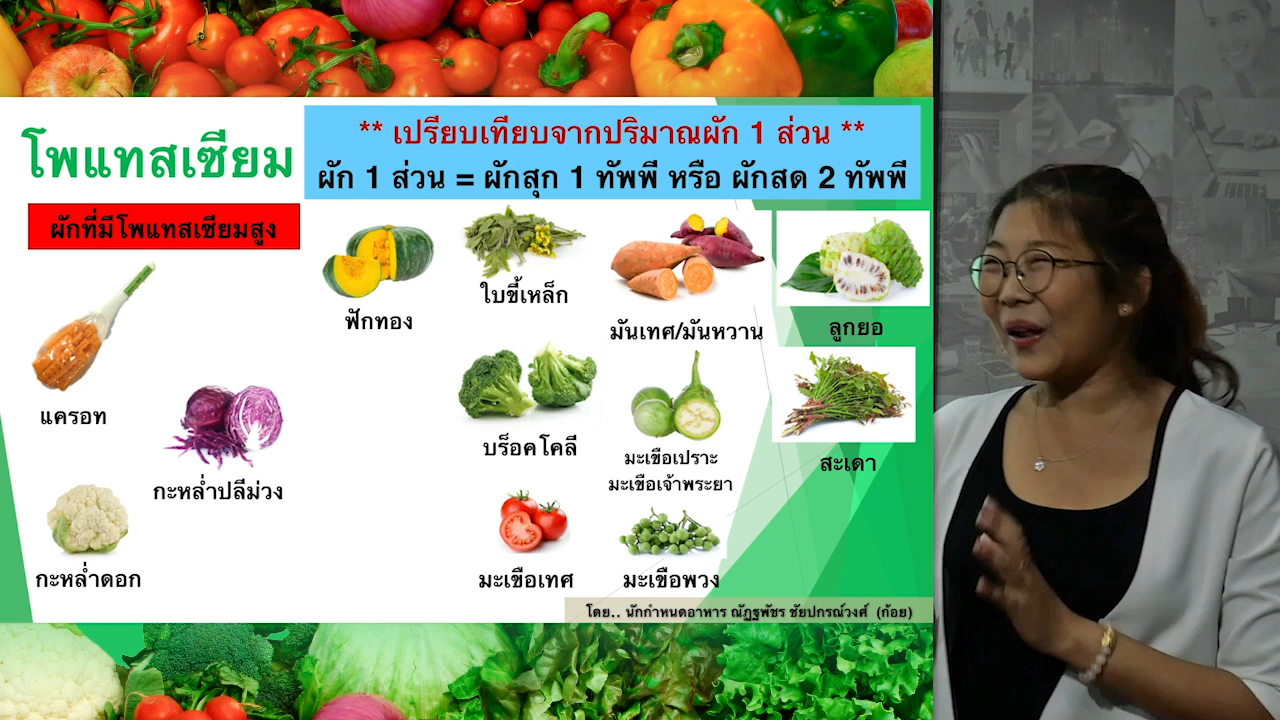 โพแทสเซียม
** เปรียบเทียบจากปริมาณผัก 1 ส่วน **
ผัก 1 ส่วน = ผักสุก 1 ทัพพี หรือ ผักสด 2 ทัพพี
ผักที่มีโพแทสเซียมสูง
ฟักทอง
ใบขี้เหล็ก
มันเทศ/มันหวาน
ลูกยอ
แครอท
กะหล่ำปลีม่วง
บร็อคโคลี
มะเขือเปราะ
มะเขือเจ้าพระยา
สะเดา
กะหล่ำดอก
มะเขือเทศ
มะเขือพวง
โดย.. นักกำหนดอาหาร ณัฏฐพัชร ชัยปกรณ์วงศ์ (ก้อย)